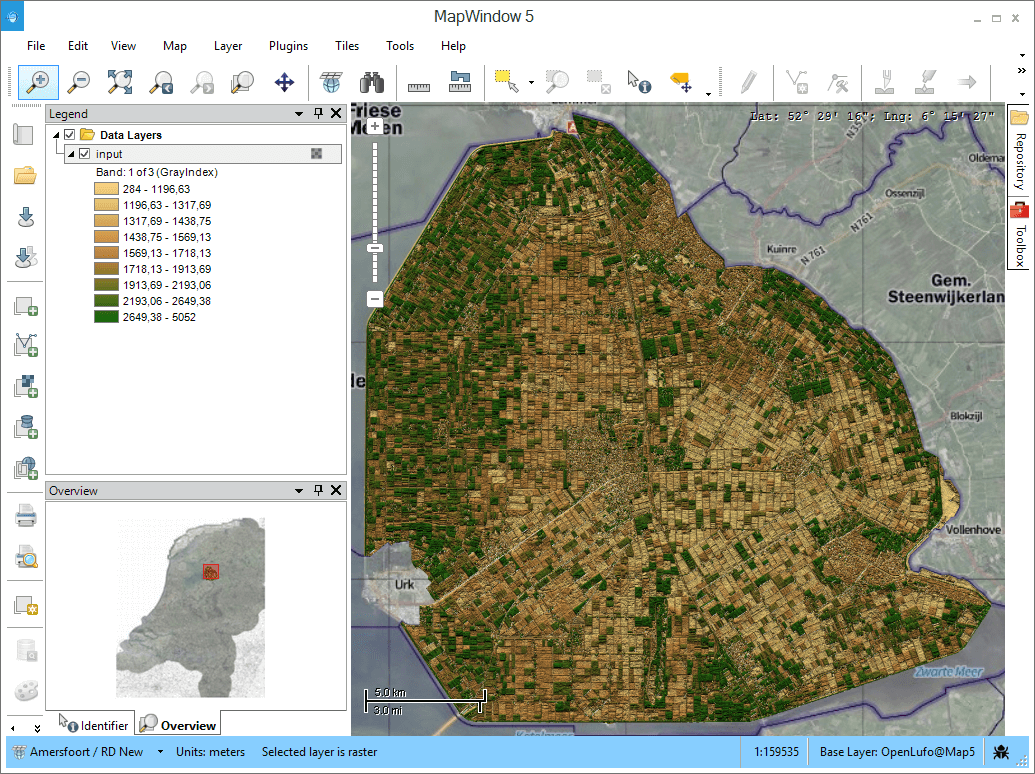 MapWindow 5
File Edit View Map Layer Plugins Tiles Tools Help
Legend
Data Layers
input
Band: 1 of 3 (GrayIndex)
284 - 1196,63
1196,63 - 1317,69
1317,69 - 1438,75
1438,75 - 1569,13
1569,13 - 1718,13
1718,13 - 1913,69
1913,69 - 2193,06
2193,06 - 2649,38
2649,38 - 5052
Overview
Identifier
Overview
Friese
Lat: 52° 29' 16"; Lng: 6° 15' 27"
N35
Oldema
Ossenzijl
N761
Kuinre
N 761
Gem.
Steenwijkerlan
Blokzijl
Vollenhove
Urk
Zwarte Meer
5.0 km
3.0 mi
Repository
Toolbox
Amersfoort / RD New
Units: meters
Selected layer is raster
1:159535
Base Layer: OpenLufo@Map5